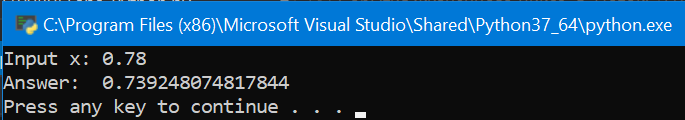 C:\Program Files (x86)\Microsoft Visual Studio\Shared\Python37_64\python.exe
Input x: 0.78
Answer:  0.739248074817844
Press any key to continue . . .